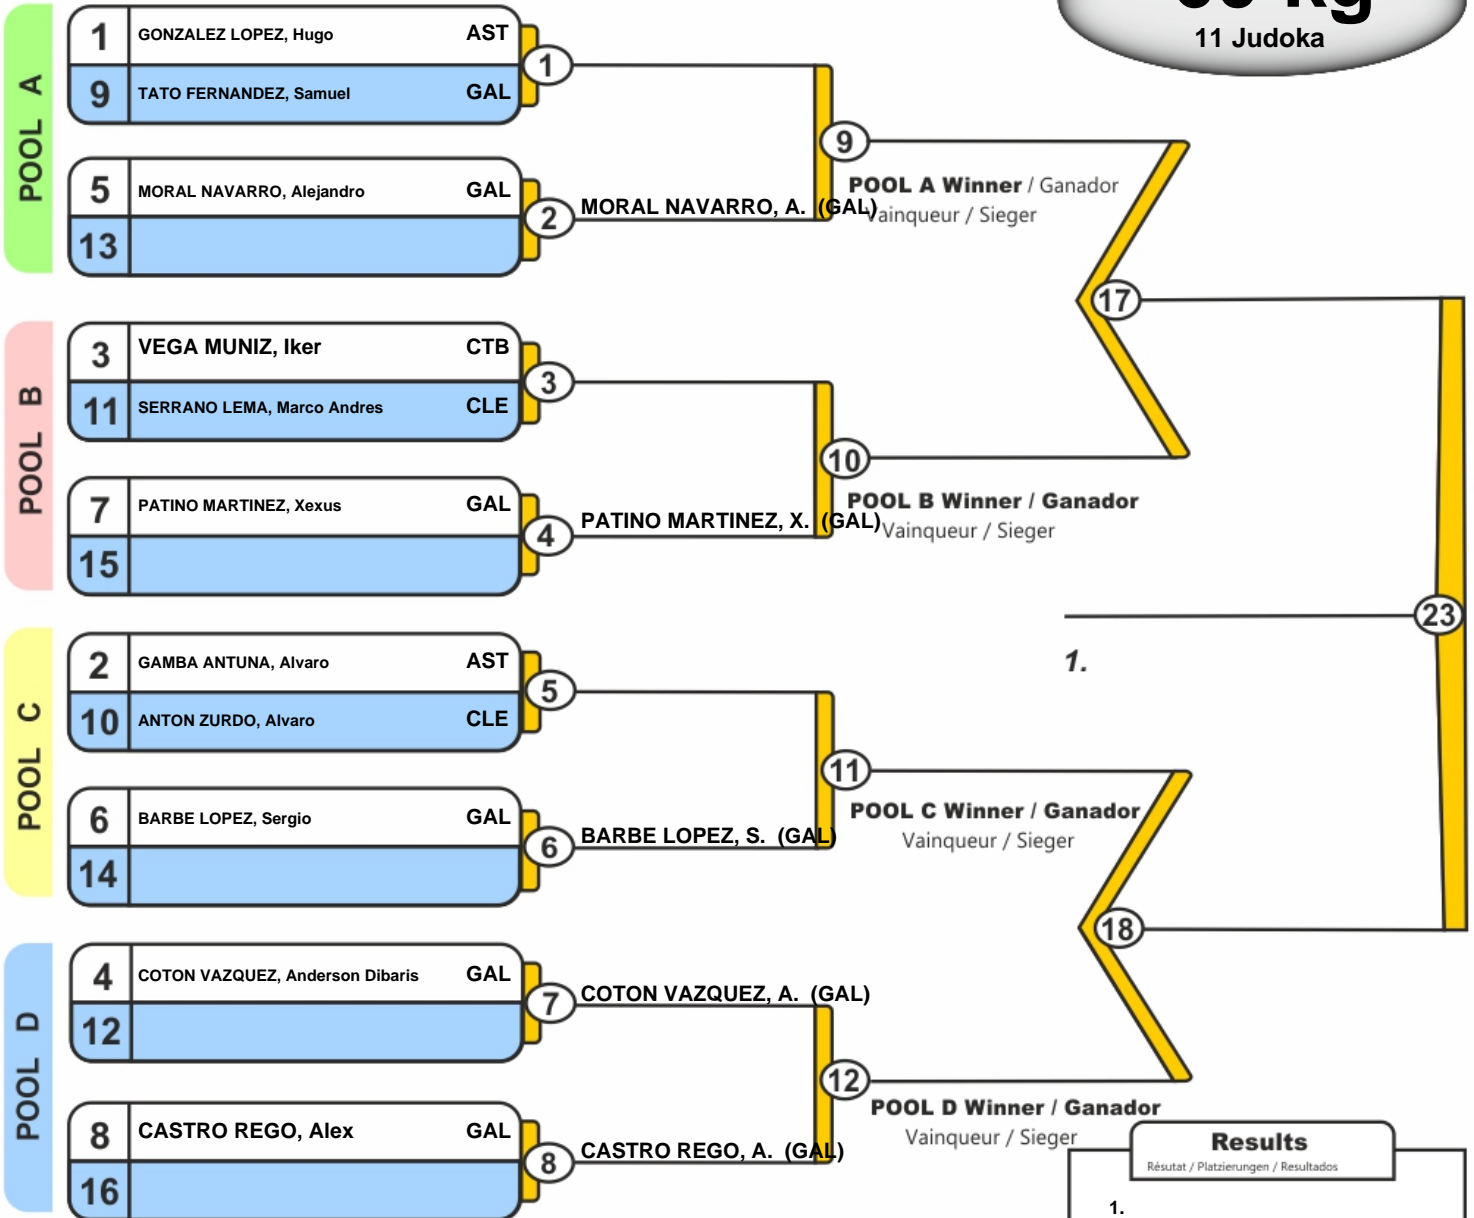 11 Judoka
POOL A
1 GONZALEZ LOPEZ, Hugo AST
9 TATO FERNANDEZ, Samuel GAL
1
5 MORAL NAVARRO, Alejandro GAL
13
2
MORAL NAVARRO, A. (GAL)
9
POOL A Winner / Ganador
Vainqueur / Sieger
POOL B
3 VEGA MUNIZ, Iker CTB
11 SERRANO LEMA, Marco Andres CLE
3
7 PATINO MARTINEZ, Xexus GAL
15
4
PATINO MARTINEZ, X. (GAL)
10
POOL B Winner / Ganador
Vainqueur / Sieger
17
POOL C
2 GAMBA ANTUNA, Alvaro AST
10 ANTON ZURDO, Alvaro CLE
5
6 BARBE LOPEZ, Sergio GAL
14
6
BARBE LOPEZ, S. (GAL)
11
POOL C Winner / Ganador
Vainqueur / Sieger
23
1.
POOL D
4 COTON VAZQUEZ, Anderson Dibaris GAL
12
7
COTON VAZQUEZ, A. (GAL)
8 CASTRO REGO, Alex GAL
16
8
CASTRO REGO, A. (GAL)
12
POOL D Winner / Ganador
Vainqueur / Sieger
18
Results
Résutat / Platzierungen / Resultados
1.